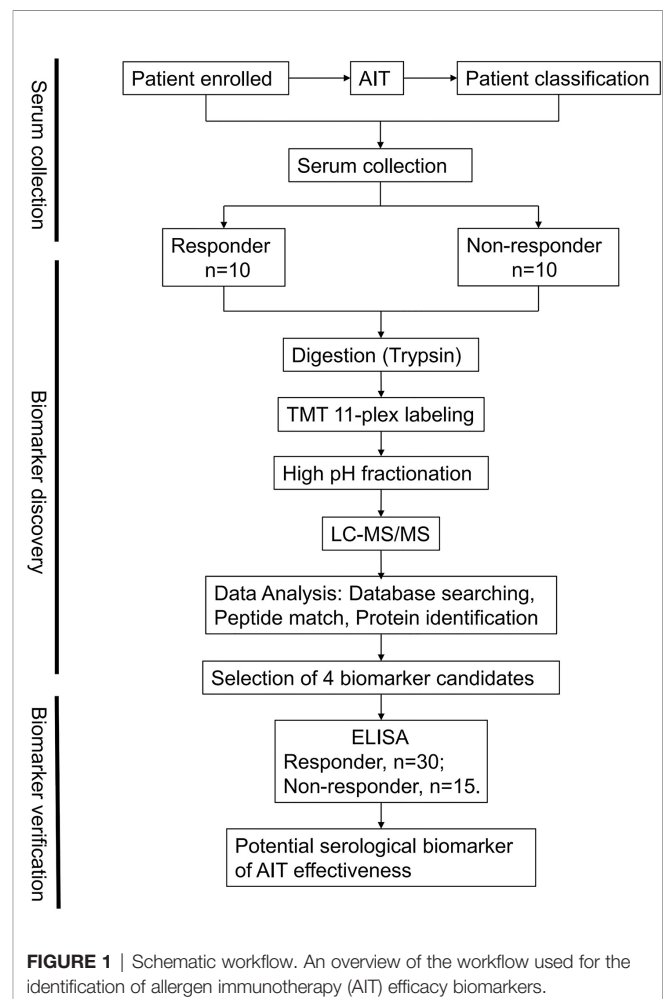 Serum collection
Patient enrolled
AIT
Patient classification
Serum collection
Responder
n=10
Non-responder
n=10
Biomarker discovery
Digestion (Trypsin)
TMT 11-plex labeling
High pH fractionation
LC-MS/MS
Data Analysis: Database searching,
Peptide match, Protein identification
Selection of 4 biomarker candidates
Biomarker verification
ELISA
Responder, n=30;
Non-responder, n=15.
Potential serological biomarker
of AIT effectiveness
FIGURE 1 | Schematic workflow. An overview of the workflow used for the
identification of allergen immunotherapy (AIT) efficacy biomarkers.